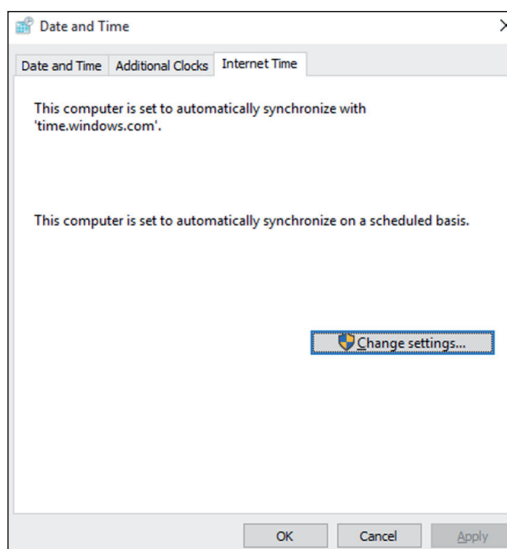 Date and Time
Date and Time Additional Clocks Internet Time
This computer is set to automatically synchronize with
'time.windows.com'.
This computer is set to automatically synchronize on a scheduled basis.
Change settings...
OK Cancel Apply